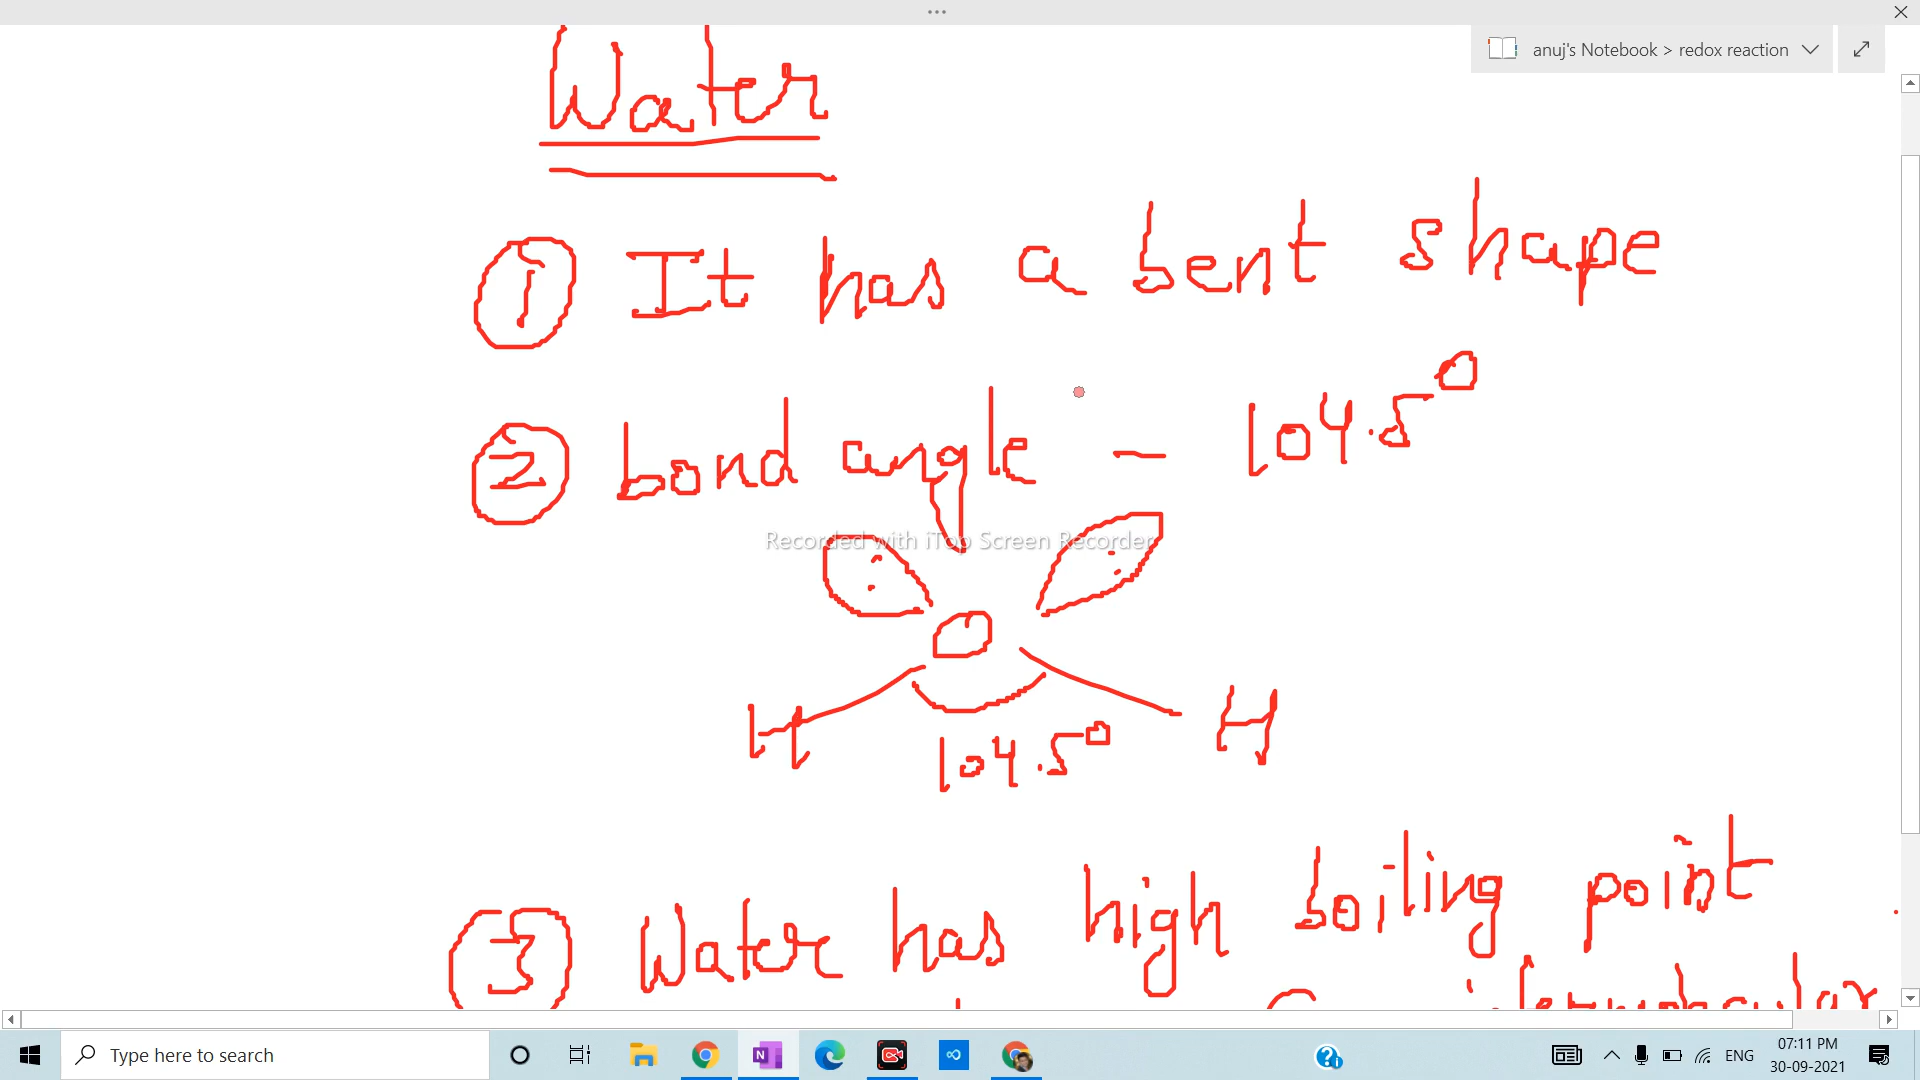 anuj's Notebook > redox reaction
Water
① It has a bent shape
② bond angle — 104.5°
Recorded with iTop Screen Recorder
O
H H
104.5°
③ Water has high boiling point
intermolecular
Type here to search
ENG
07:11 PM
30-09-2021